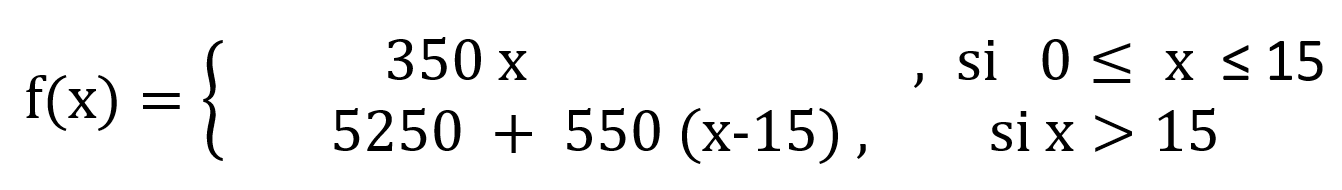 f(x) = { 350 x , si 0 ≤ x ≤ 15
5250 + 550 (x-15) , si x > 15